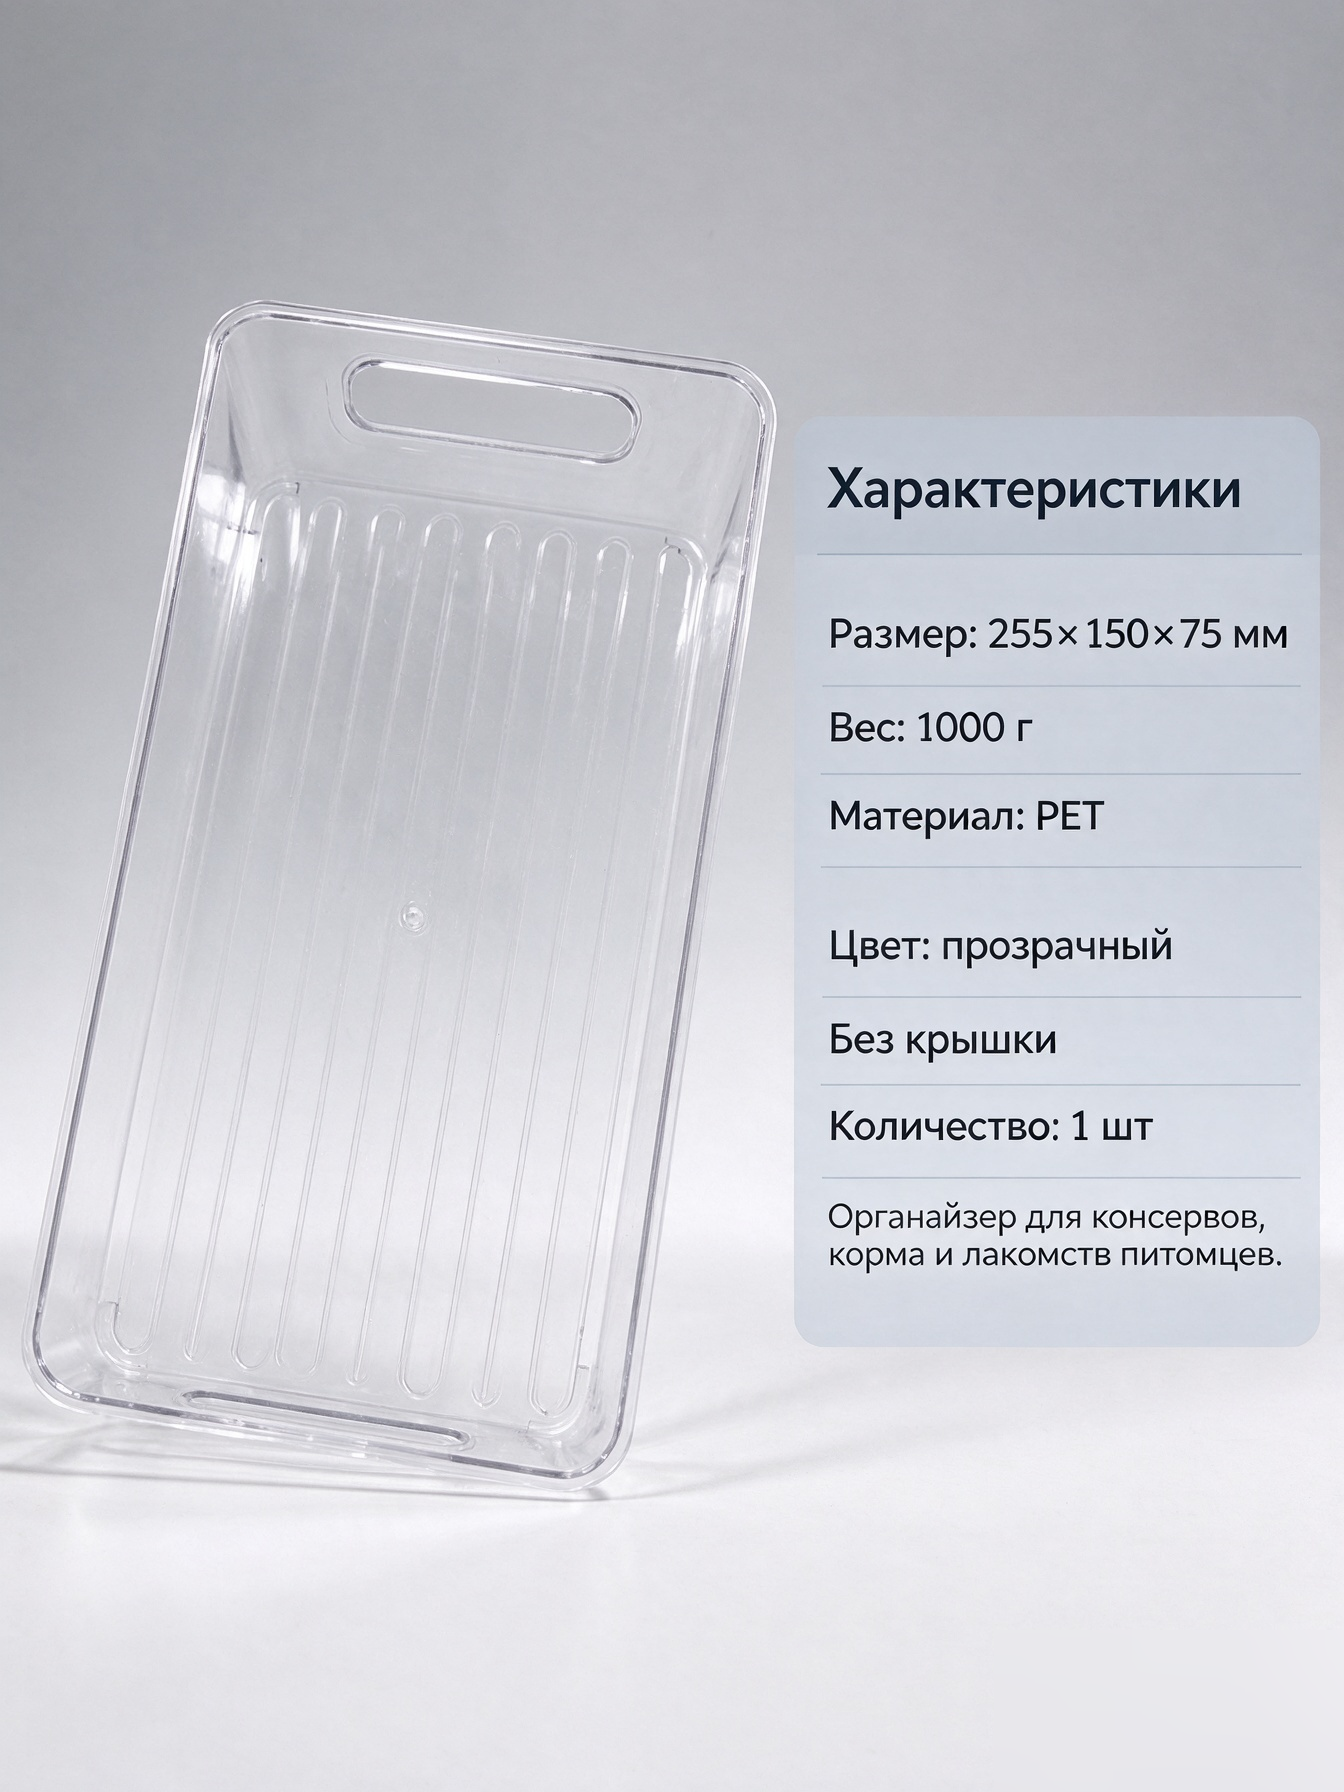 Характеристики
Размер: 255×150×75 мм
Вес: 1000 г
Материал: PET
Цвет: прозрачный
Без крышки
Количество: 1 шт
Органайзер для консервов,
корма и лакомств питомцев.